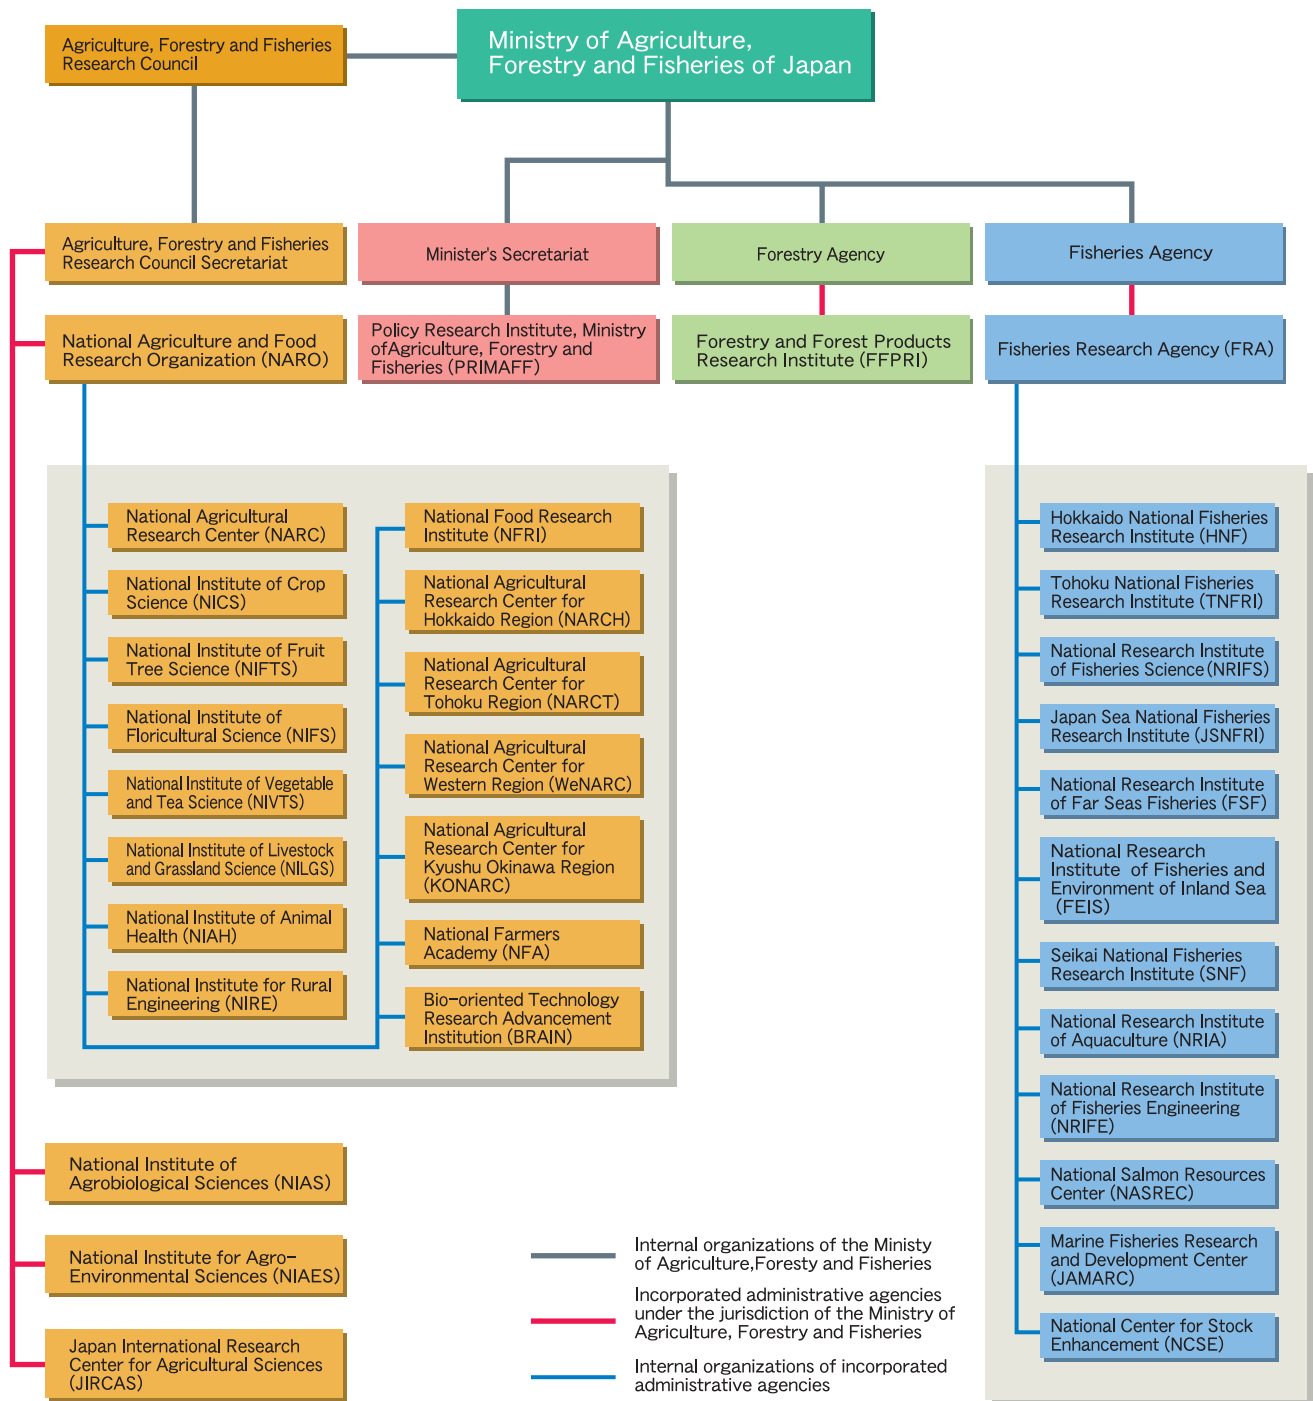 Agriculture, Forestry and Fisheries
Research Council
Ministry of Agriculture,
Forestry and Fisheries of Japan
Agriculture, Forestry and Fisheries
Research Council Secretariat
Minister's Secretariat
Forestry Agency
Fisheries Agency
National Agriculture and Food
Research Organization (NARO)
Policy Research Institute, Ministry
ofAgriculture, Forestry and
Fisheries (PRIMAFF)
Forestry and Forest Products
Research Institute (FFPRI)
Fisheries Research Agency (FRA)
National Agricultural
Research Center (NARC)
National Institute of Crop
Science (NICS)
National Institute of Fruit
Tree Science (NIFTS)
National Institute of
Floricultural Science (NIFS)
National Institute of Vegetable
and Tea Science (NIVTS)
National Institute of Livestock
and Grassland Science (NILGS)
National Institute of Animal
Health (NIAH)
National Institute for Rural
Engineering (NIRE)
National Food Research
Institute (NFRI)
National Agricultural
Research Center for
Hokkaido Region (NARCH)
National Agricultural
Research Center for
Tohoku Region (NARCT)
National Agricultural
Research Center for
Western Region (WeNARC)
National Agricultural
Research Center for
Kyushu Okinawa Region
(KONARC)
National Farmers
Academy (NFA)
Bio-oriented Technology
Research Advancement
Institution (BRAIN)
Hokkaido National Fisheries
Research Institute (HNF)
Tohoku National Fisheries
Research Institute (TNFRI)
National Research Institute
of Fisheries Science (NRIFS)
Japan Sea National Fisheries
Research Institute (JSNFRI)
National Research Institute
of Far Seas Fisheries (FSF)
National Research
Institute of Fisheries and
Environment of Inland Sea
(FEIS)
Seikai National Fisheries
Research Institute (SNF)
National Research Institute
of Aquaculture (NRIA)
National Research Institute
of Fisheries Engineering
(NRIFE)
National Salmon Resources
Center (NASREC)
Marine Fisheries Research
and Development Center
(JAMARC)
National Center for Stock
Enhancement (NCSE)
National Institute of
Agrobiological Sciences (NIAS)
National Institute for Agro-
Environmental Sciences (NIAES)
Japan International Research
Center for Agricultural Sciences
(JIRCAS)
Internal organizations of the Ministy
of Agriculture,Foresty and Fisheries
Incorporated administrative agencies
under the jurisdiction of the Ministry of
Agriculture, Forestry and Fisheries
Internal organizations of incorporated
administrative agencies